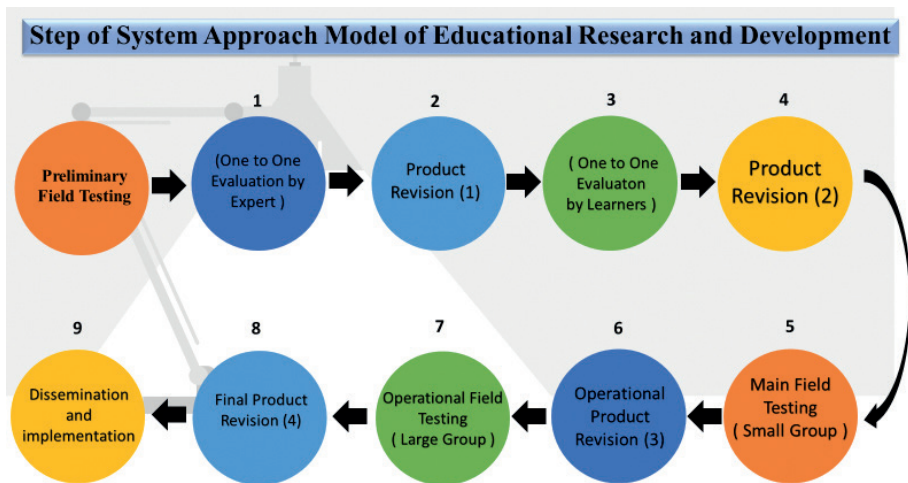 Step of System Approach Model of Educational Research and Development
Preliminary
Field Testing
1
(One to One
Evaluation by
Expert )
2
Product
Revision (1)
3
( One to One
Evaluaton
by Learners )
4
Product
Revision (2)
5
Main Field
Testing
( Small Group )
6
Operational
Product
Revision (3)
7
Operational Field
Testing
( Large Group )
8
Final Product
Revision (4)
9
Dissemination
and
implementation